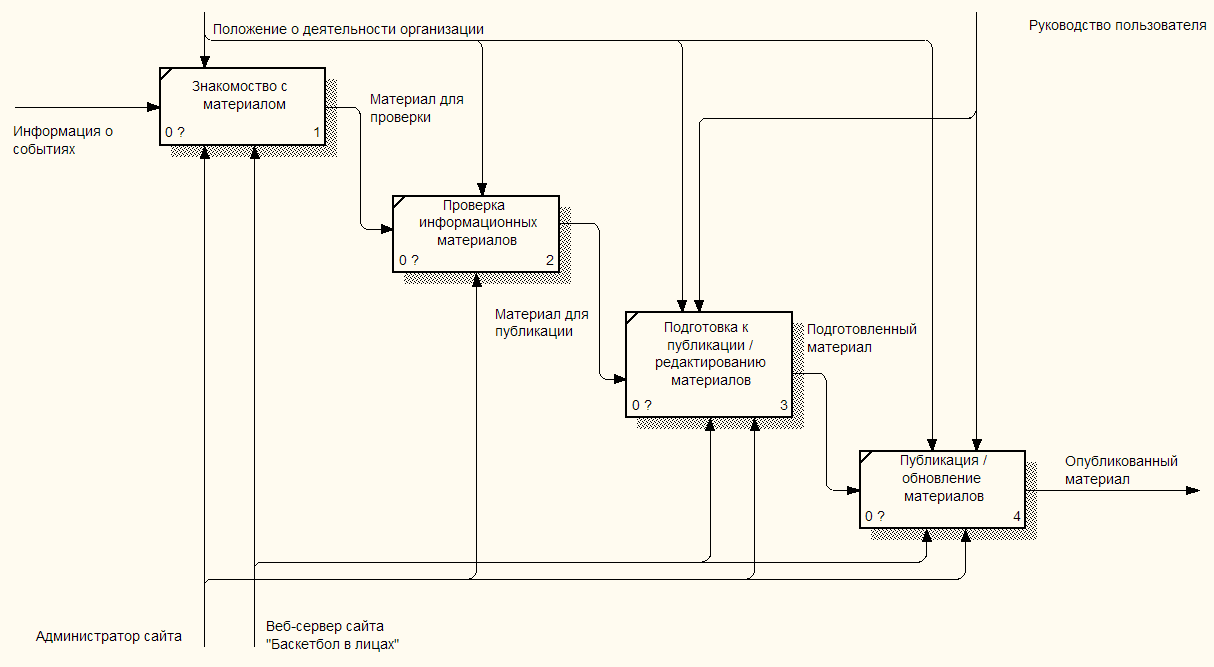 Положение о деятельности организации
Руководство пользователя
Знакомоство с
материалом
0 ?
1
Материал для
проверки
Информация о
событиях
Проверка
информационных
материалов
0 ?
2
Материал для
публикации
Подготовка к
публикации /
редактированию
материалов
0 ?
3
Подготовленный
материал
Публикация /
обновление
материалов
0 ?
4
Опубликованный
материал
Администратор сайта
Веб-сервер сайта
"Баскетбол в лицах"